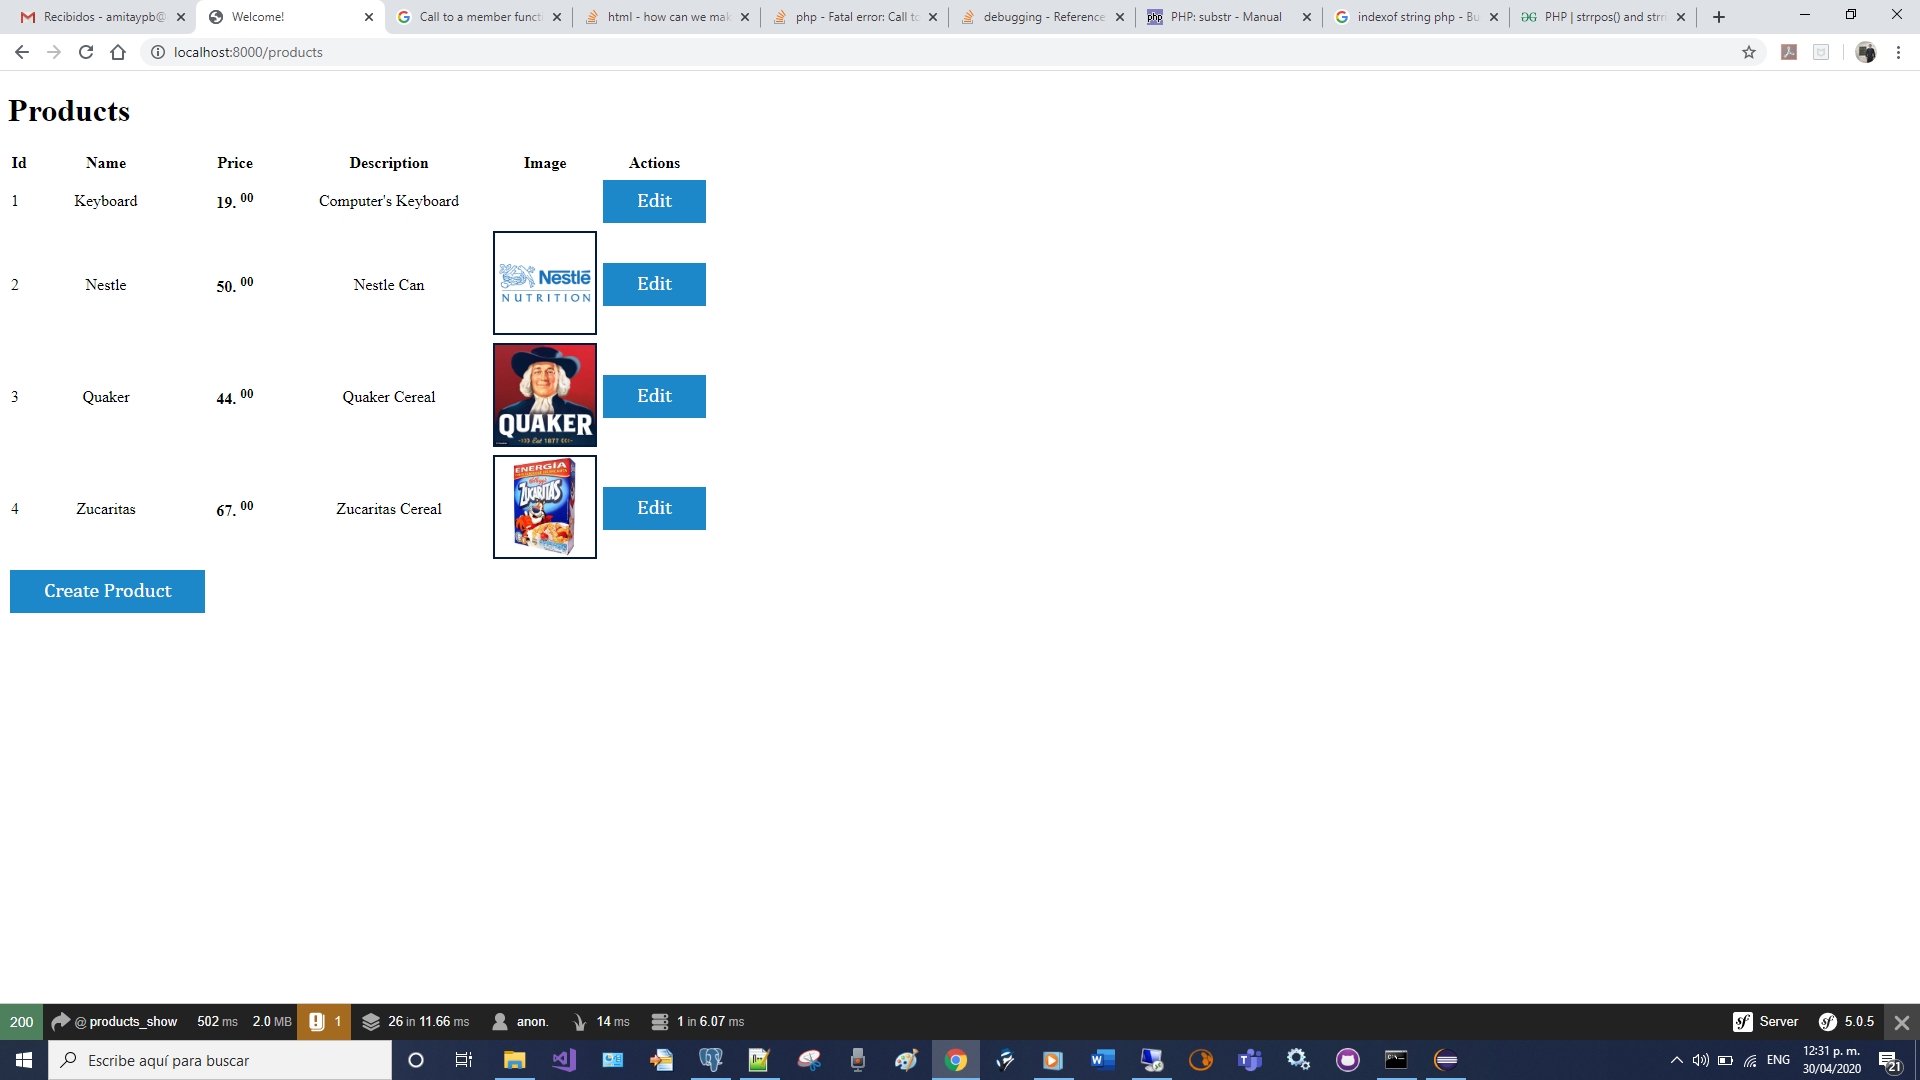 Recibidos - amitaypb@
Welcome!
Call to a member functi
html - how can we mak
php - Fatal error: Call to
debugging - Reference
PHP: substr - Manual
indexof string php - Bu
PHP | strrpos() and strri
localhost:8000/products
Products
Id Name Price Description Image Actions
1 Keyboard 19. 00 Computer's Keyboard Edit
2 Nestle 50. 00 Nestle Can Nestlé NUTRITION Edit
3 Quaker 44. 00 Quaker Cereal QUAKER Est 1877 Edit
4 Zucaritas 67. 00 Zucaritas Cereal ENERGÍA Kellogg's ZUCARITAS Edit
Create Product
200 @ products_show 502 ms 2.0 MB 1 26 in 11.66 ms anon. 14 ms 1 in 6.07 ms Server 5.0.5
Escribe aquí para buscar
ENG
12:31 p. m.
30/04/2020
21